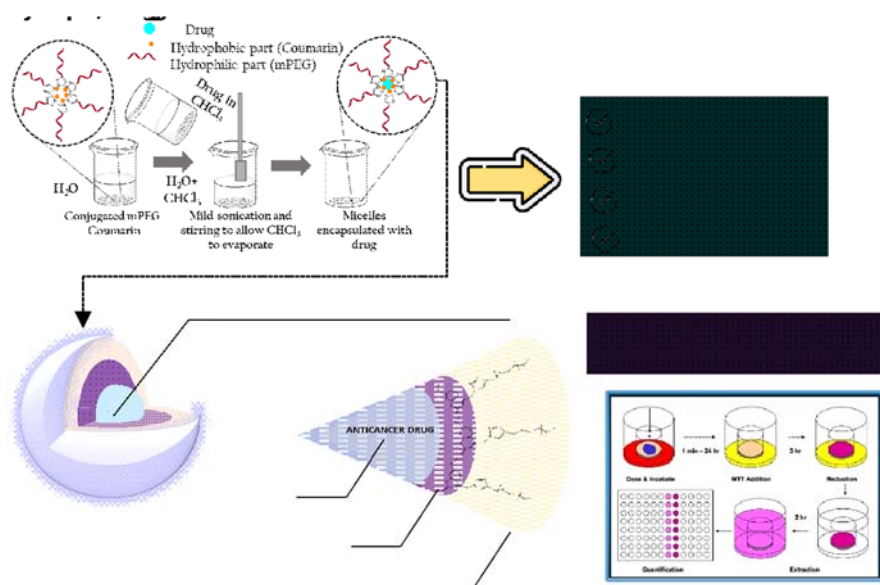 Drug
Hydrophobic part (Coumarin)
Hydrophilic part (mPEG)
Drug in
CHCl3
H2O
H2O+
CHCl3
Conjugated mPEG
Coumarin
Mild sonication and
stirring to allow CHCl3
to evaporate
Micelles
encapsulated with
drug
ANTICANCER DRUG
1 min - 24 hr
3 hr
Dose & Incubate
MTT Addition
Reduction
2 hr
Quantification
Extraction